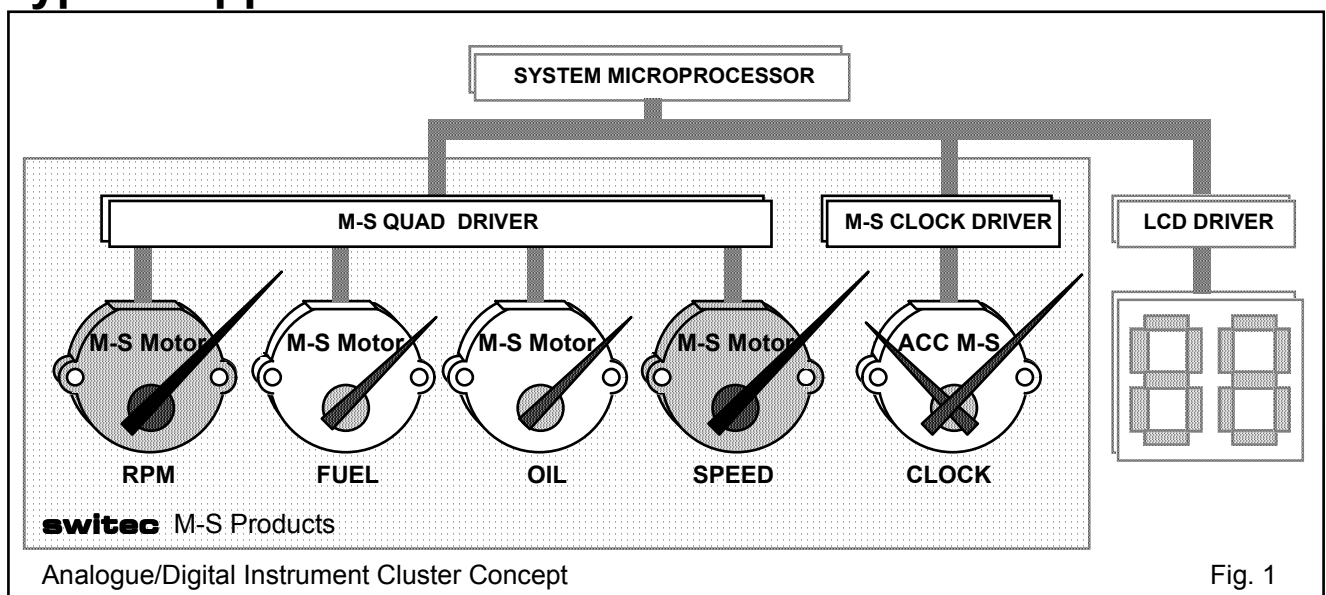 SYSTEM MICROPROCESSOR
M-S QUAD DRIVER
M-S CLOCK DRIVER
LCD DRIVER
M-S Motor
M-S Motor
M-S Motor
M-S Motor
ACC M-S
RPM
FUEL
OIL
SPEED
CLOCK
switec M-S Products
Analogue/Digital Instrument Cluster Concept
Fig. 1